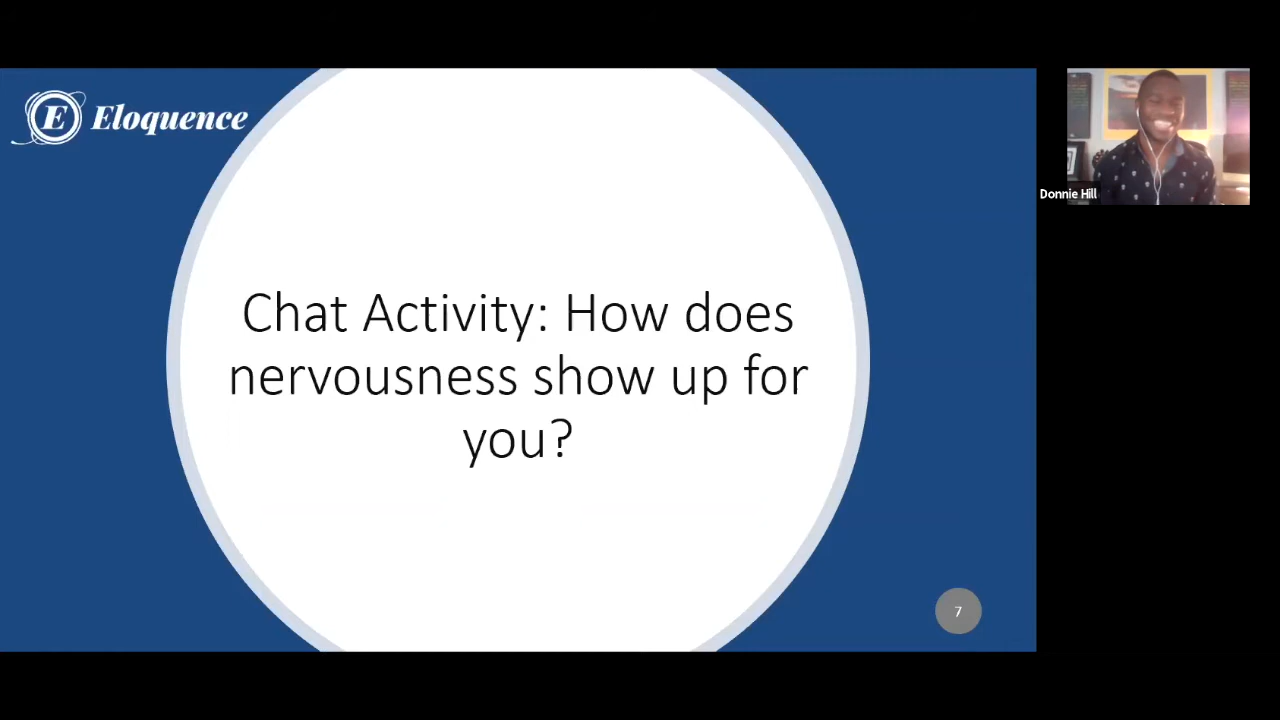 E Eloquence
Chat Activity: How does
nervousness show up for
you?
7
Donnie Hill